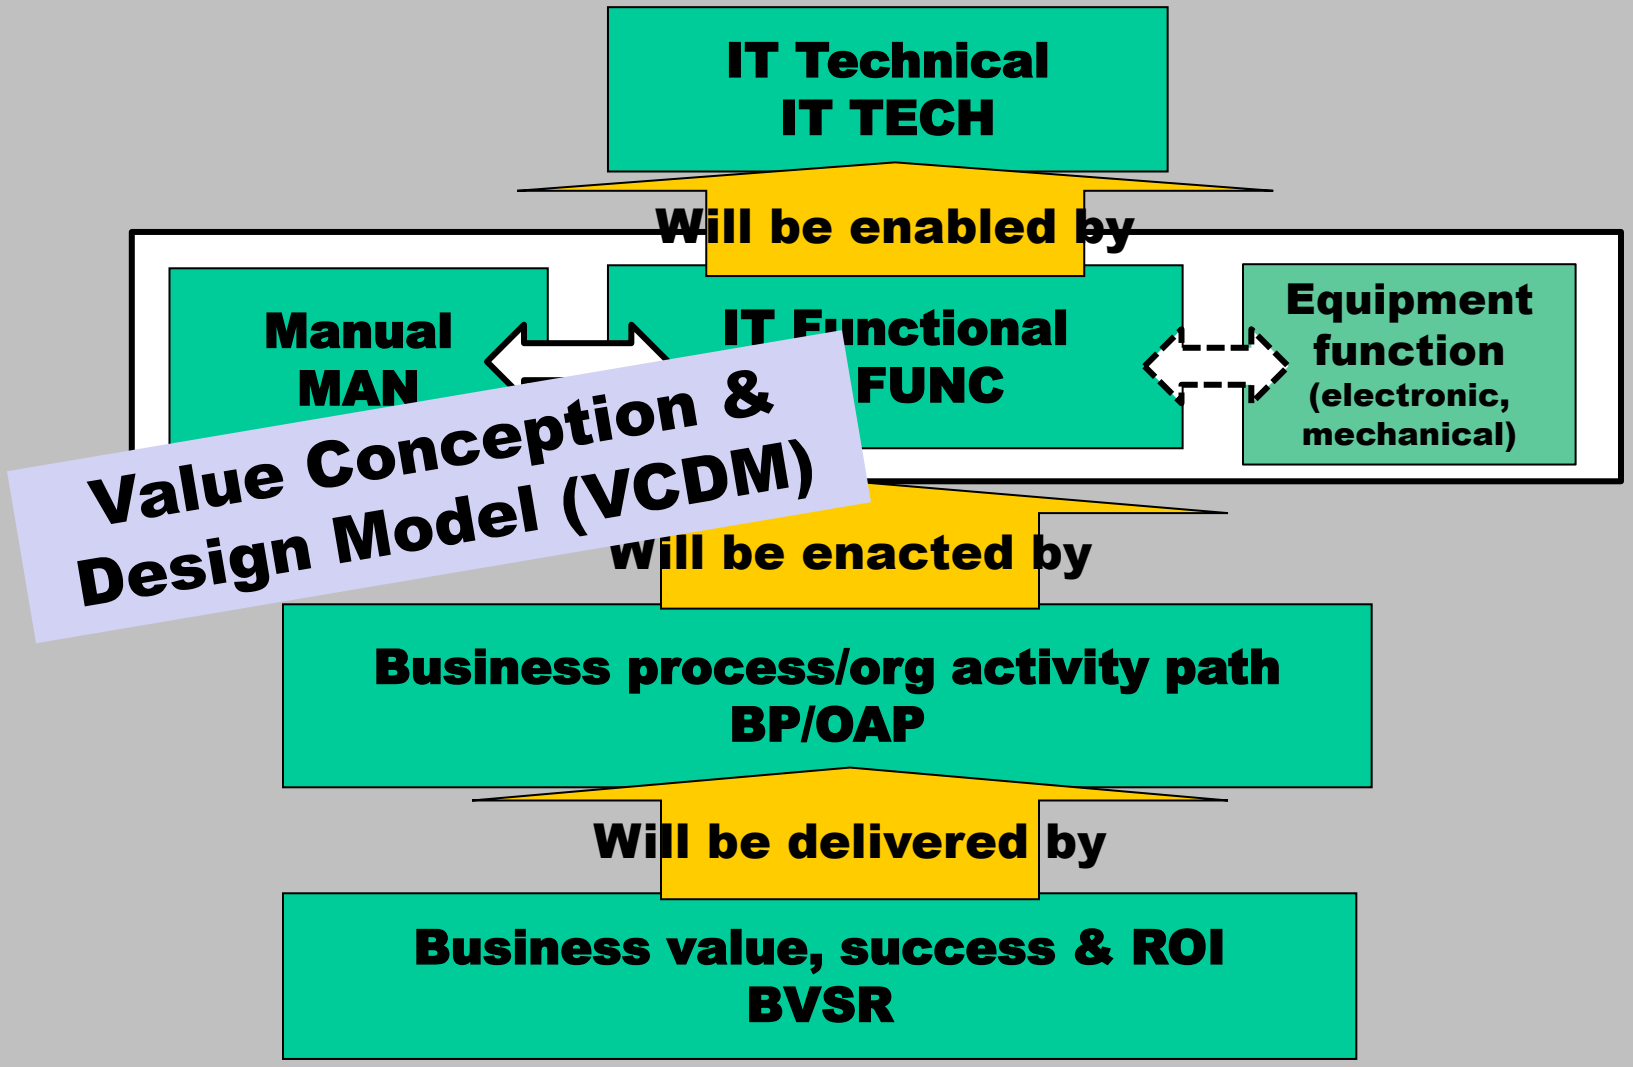 IT Technical
IT TECH
Will be enabled by
Manual
MAN
IT Functional
FUNC
Equipment
function
(electronic,
mechanical)
Value Conception &
Design Model (VCDM)
Will be enacted by
Business process/org activity path
BP/OAP
Will be delivered by
Business value, success & ROI
BVSR